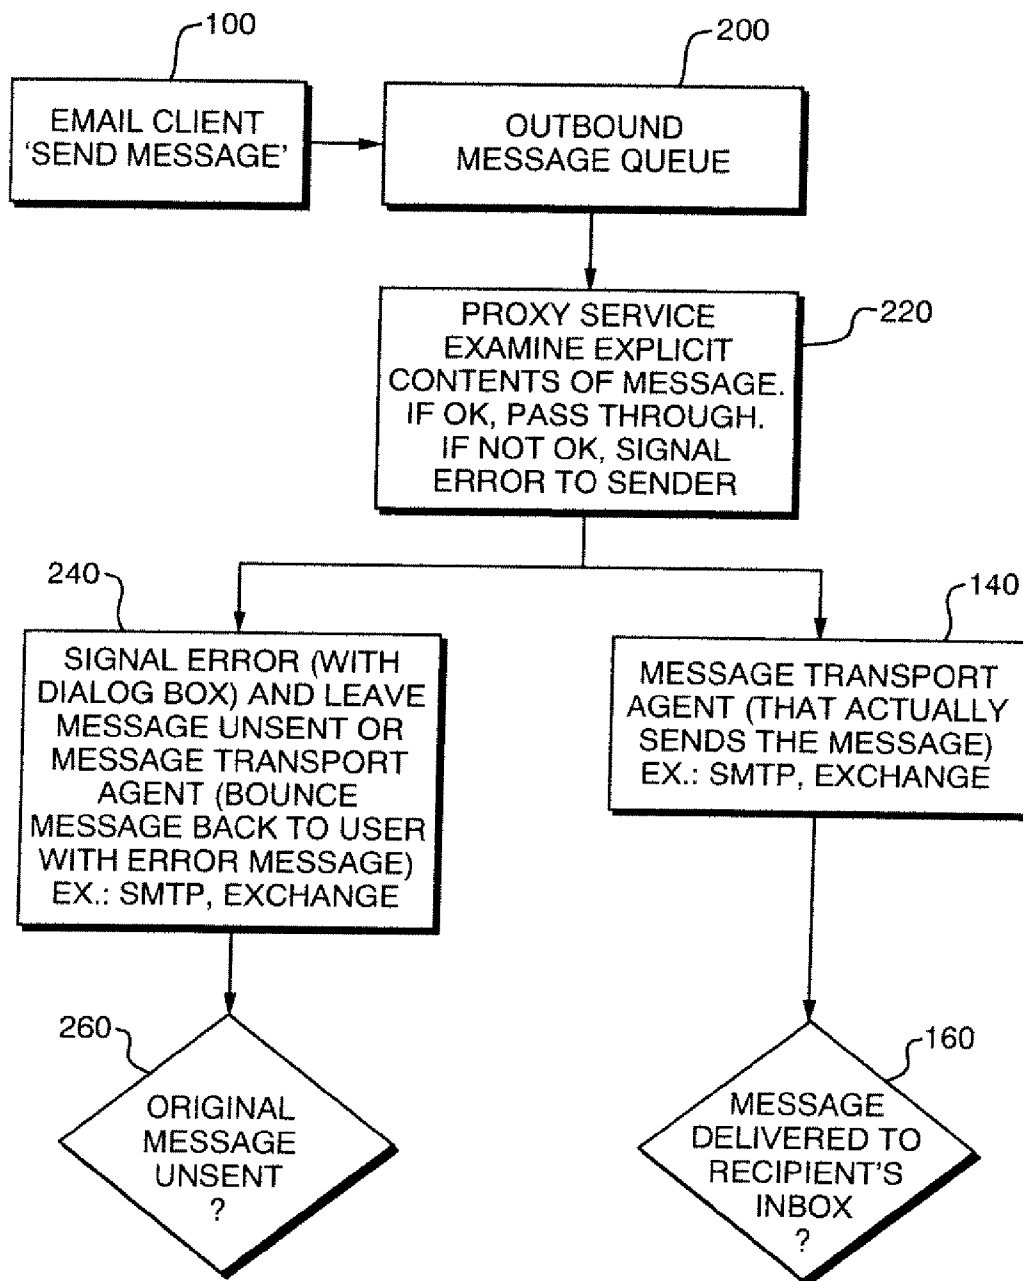 100
EMAIL CLIENT
'SEND MESSAGE'
200
OUTBOUND
MESSAGE QUEUE
220
PROXY SERVICE
EXAMINE EXPLICIT
CONTENTS OF MESSAGE.
IF OK, PASS THROUGH.
IF NOT OK, SIGNAL
ERROR TO SENDER
240
SIGNAL ERROR (WITH
DIALOG BOX) AND LEAVE
MESSAGE UNSENT OR
MESSAGE TRANSPORT
AGENT (BOUNCE
MESSAGE BACK TO USER
WITH ERROR MESSAGE)
EX.: SMTP, EXCHANGE
140
MESSAGE TRANSPORT
AGENT (THAT ACTUALLY
SENDS THE MESSAGE)
EX.: SMTP, EXCHANGE
260
ORIGINAL
MESSAGE
UNSENT
?
160
MESSAGE
DELIVERED TO
RECIPIENT'S
INBOX
?